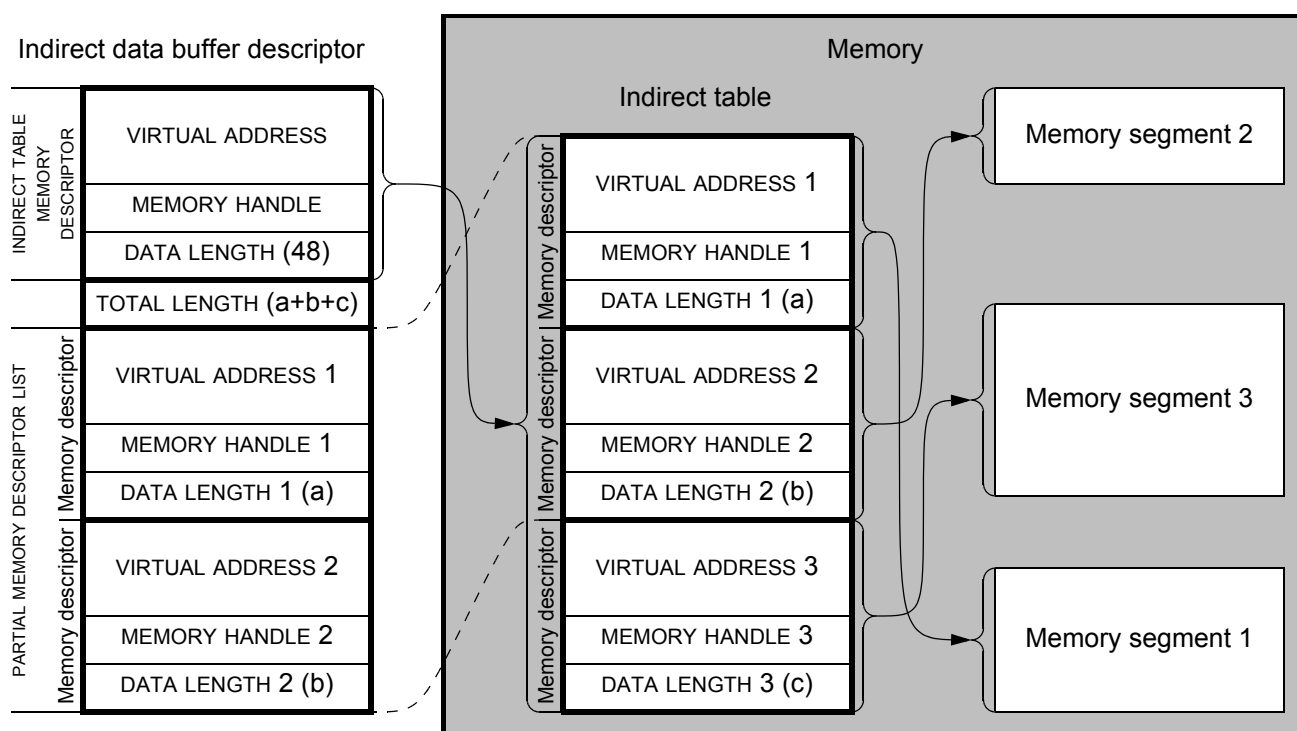 Indirect data buffer descriptor
INDIRECT TABLE
MEMORY
DESCRIPTOR
VIRTUAL ADDRESS
MEMORY HANDLE
DATA LENGTH (48)
TOTAL LENGTH (a+b+c)
PARTIAL MEMORY DESCRIPTOR LIST
Memory descriptor
VIRTUAL ADDRESS 1
MEMORY HANDLE 1
DATA LENGTH 1 (a)
Memory descriptor
VIRTUAL ADDRESS 2
MEMORY HANDLE 2
DATA LENGTH 2 (b)
Memory
Indirect table
Memory descriptor
VIRTUAL ADDRESS 1
MEMORY HANDLE 1
DATA LENGTH 1 (a)
Memory descriptor
VIRTUAL ADDRESS 2
MEMORY HANDLE 2
DATA LENGTH 2 (b)
Memory descriptor
VIRTUAL ADDRESS 3
MEMORY HANDLE 3
DATA LENGTH 3 (c)
Memory segment 2
Memory segment 3
Memory segment 1